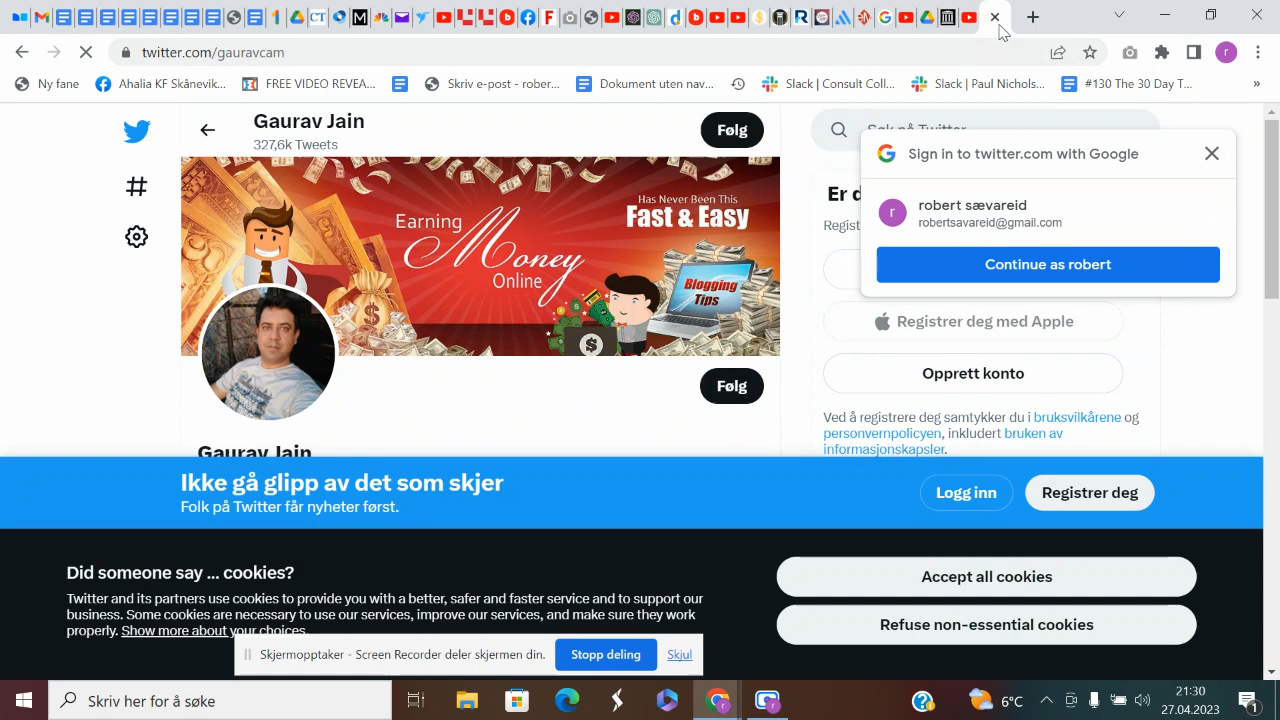 twitter.com/gauravcam
Ny fane
Ahalia KF Skånevik...
FREE VIDEO REVEA...
Skriv e-post - rober...
Dokument uten nav...
Slack | Consult Coll...
Slack | Paul Nichols...
#130 The 30 Day T...
»
Gaurav Jain
327,6k Tweets
Følg
Earning
Money
Online
Has Never Been This
Fast & Easy
Blogging
Tips
Følg
Gaurav Jain
Søk på Twitter
Er d
Regist
Sign in to twitter.com with Google
robert sævareid
robertsavareid@gmail.com
Continue as robert
Registrer deg med Apple
Opprett konto
Ved å registrere deg samtykker du i bruksvilkårene og
personvernpolicyen, inkludert bruken av
informasjonskapsler.
Ikke gå glipp av det som skjer
Folk på Twitter får nyheter først.
Logg inn
Registrer deg
Did someone say … cookies?
Twitter and its partners use cookies to provide you with a better, safer and faster service and to support our
business. Some cookies are necessary to use our services, improve our services, and make sure they work
properly. Show more about your choices.
Accept all cookies
Refuse non-essential cookies
Skjermopptaker - Screen Recorder deler skjermen din.
Stopp deling
Skjul
Skriv her for å søke
6°C
21:30
27.04.2023